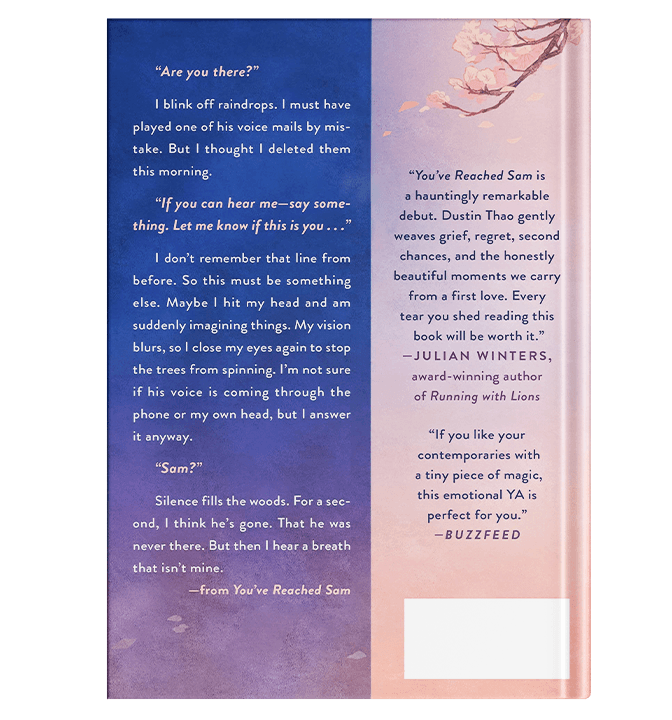 “Are you there?”
I blink off raindrops. I must have
played one of his voice mails by mis-
take. But I thought I deleted them
this morning.
“If you can hear me—say some-
thing. Let me know if this is you . . .”
I don’t remember that line from
before. So this must be something
else. Maybe I hit my head and am
suddenly imagining things. My vision
blurs, so I close my eyes again to stop
the trees from spinning. I’m not sure
if his voice is coming through the
phone or my own head, but I answer
it anyway.
“Sam?”
Silence fills the woods. For a sec-
ond, I think he’s gone. That he was
never there. But then I hear a breath
that isn’t mine.
—from You’ve Reached Sam
“You’ve Reached Sam is
a hauntingly remarkable
debut. Dustin Thao gently
weaves grief, regret, second
chances, and the honestly
beautiful moments we carry
from a first love. Every
tear you shed reading this
book will be worth it.”
—JULIAN WINTERS,
award-winning author
of Running with Lions
“If you like your
contemporaries with
a tiny piece of magic,
this emotional YA is
perfect for you.”
—BUZZFEED